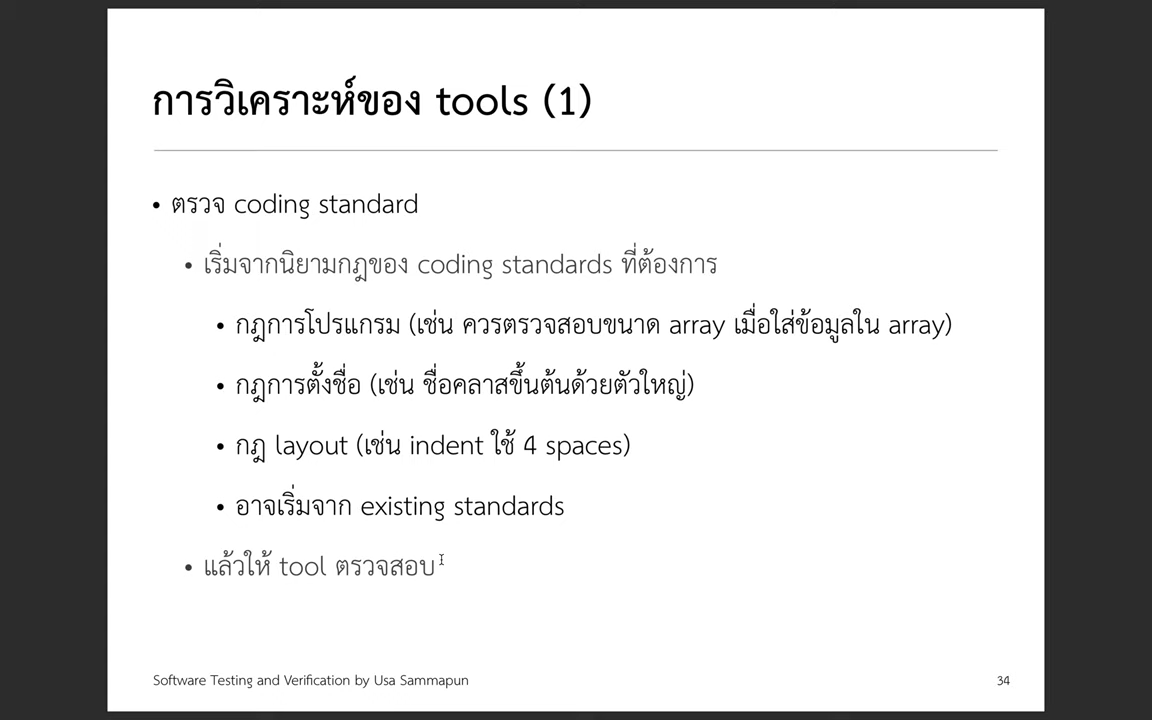 การวิเคราะห์ของ tools (1)
• ตรวจ coding standard
• เริ่มจากนิยามกฎของ coding standards ที่ต้องการ
• กฎการโปรแกรม (เช่น ควรตรวจสอบขนาด array เมื่อใส่ข้อมูลใน array)
• กฎการตั้งชื่อ (เช่น ชื่อคลาสขึ้นต้นด้วยตัวใหญ่)
• กฎ layout (เช่น indent ใช้ 4 spaces)
• อาจเริ่มจาก existing standards
• แล้วให้ tool ตรวจสอบ
Software Testing and Verification by Usa Sammapun
34